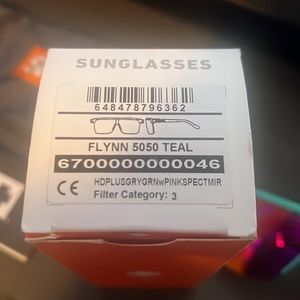 SUNGLASSES
648478796362
FLYNN 5050 TEAL
6700000000046
CE HDPLUSGRYGRNwPINKSPECTMIR
Filter Category: 3